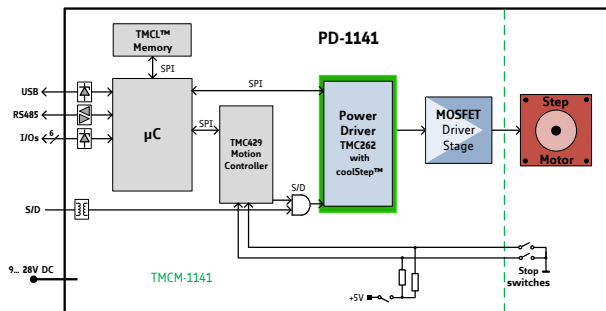 PD-1141
TMCL™
Memory
SPI
USB
RS485
I/Os
6
µC
SPI
SPI
TMC429
Motion
Controller
Power
Driver
TMC262
with
coolStep™
MOSFET
Driver
Stage
Step
Motor
S/D
S/D
9... 28V DC
TMCM-1141
+5V
Stop
switches